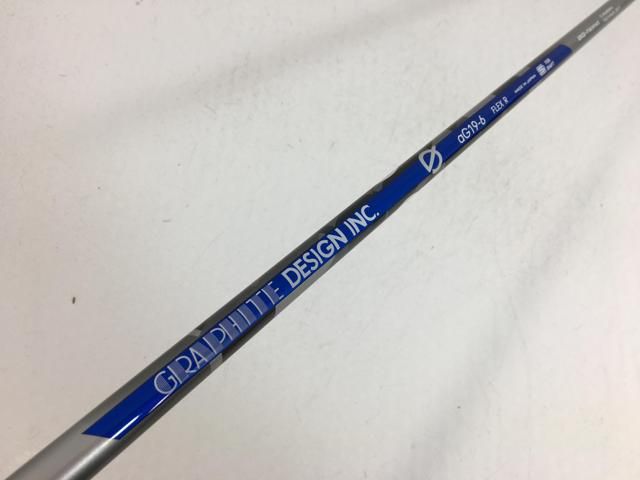 GRAPHITE DESIGN INC.
aG19-6 FLEX R
MADE IN JAPAN